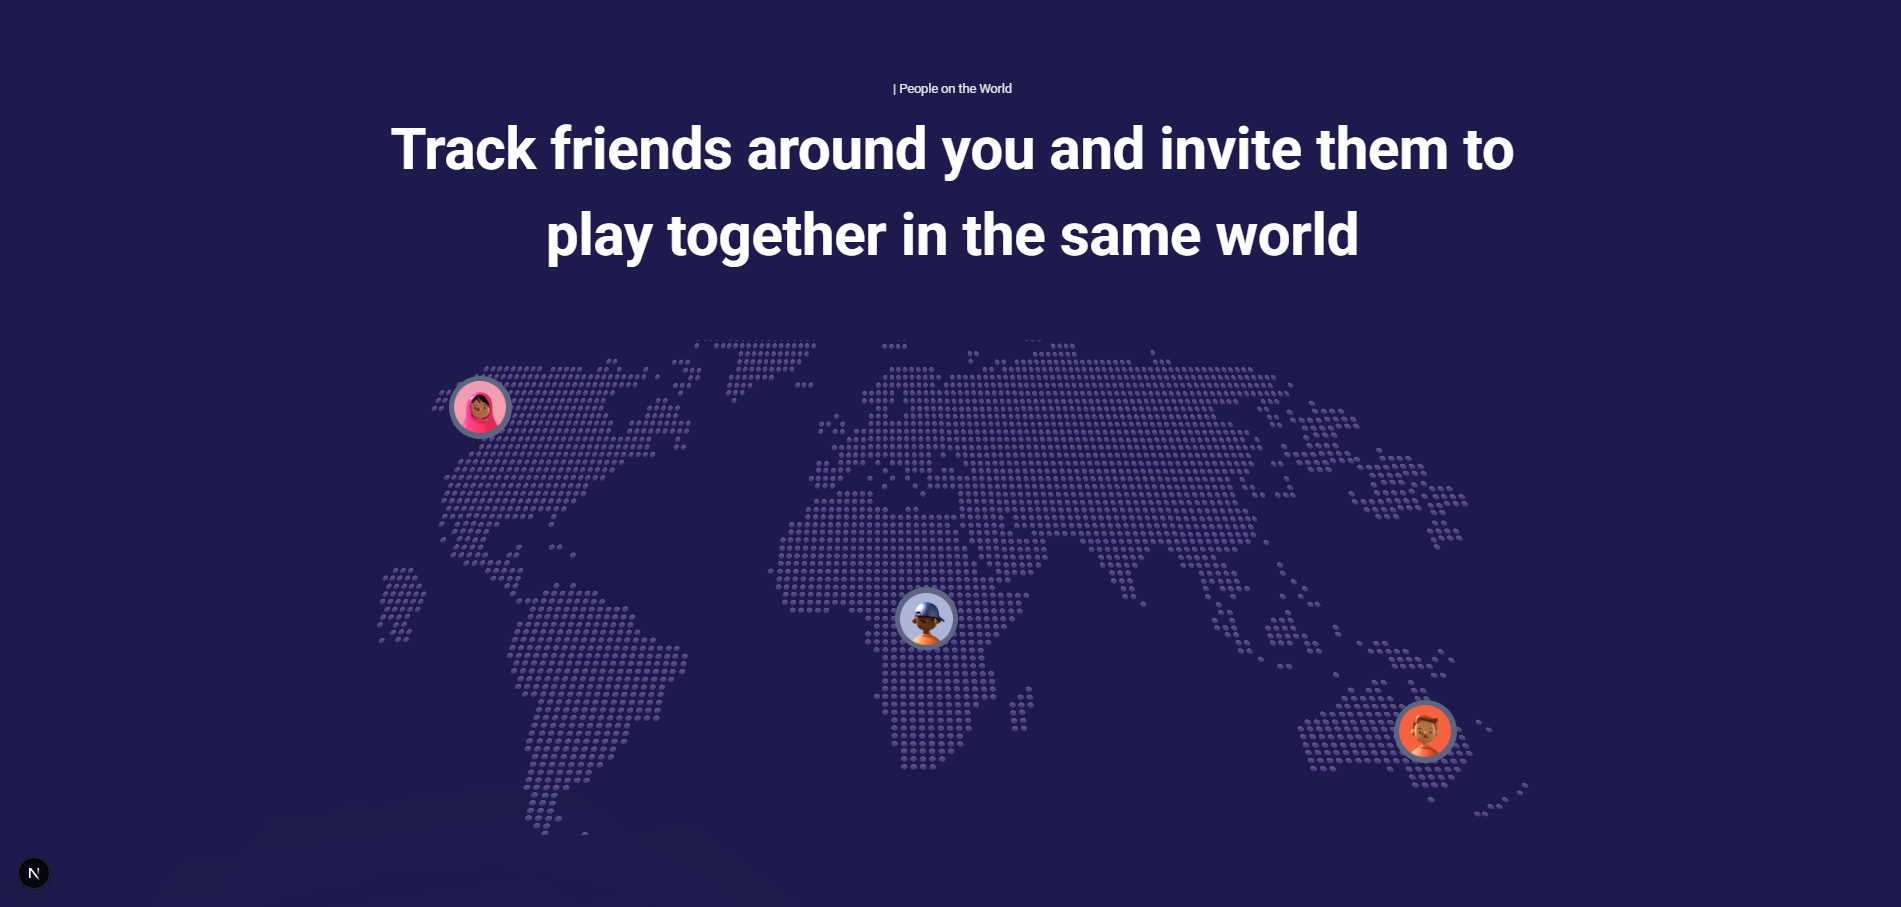 | People on the World
Track friends around you and invite them to
play together in the same world
N